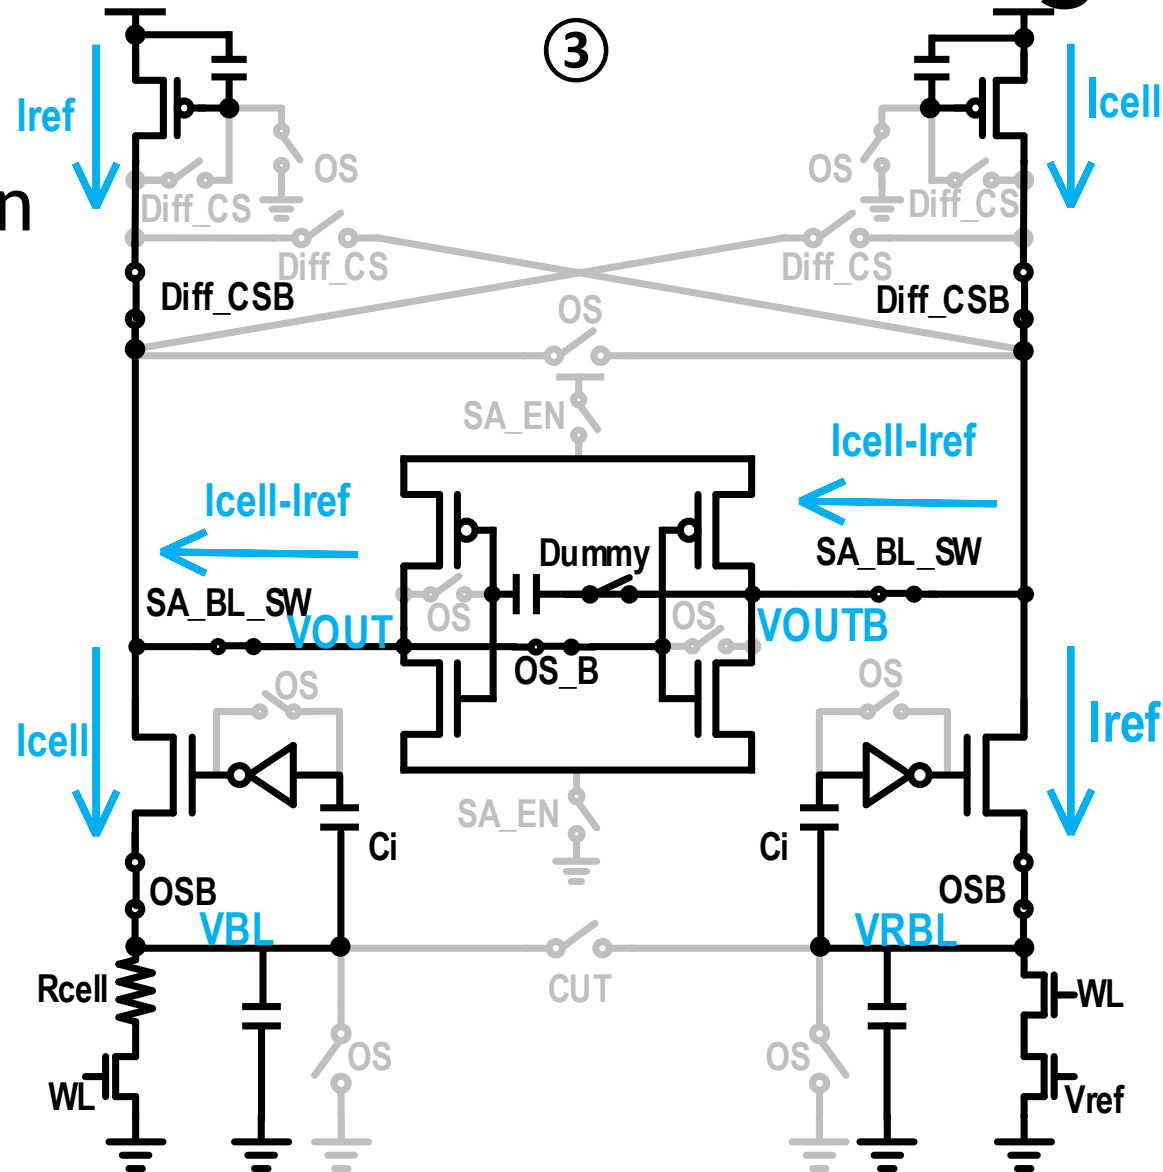 ③
Iref
Icell
n
OS
OS
Diff_CS
Diff_CS
Diff_CS
Diff_CS
Diff_CSB
Diff_CSB
OS
SA_EN
Icell-Iref
Icell-Iref
Dummy
SA_BL_SW
SA_BL_SW
OS
OS
VOUT
VOUTB
OS_B
OS
OS
Icell
Iref
SA_EN
Ci
Ci
OSB
OSB
VBL
VRBL
CUT
Rcell
WL
OS
OS
WL
Vref